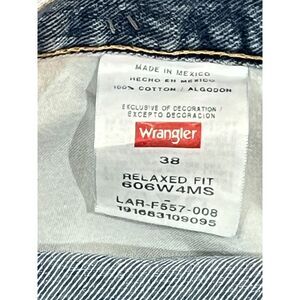 MADE IN MEXICO
HECHO EN MEXICO
100% COTTON / ALGODON
EXCLUSIVE OF DECORATION /
EXCEPTO DECORACION
Wrangler
38
RELAXED FIT
606W4MS
-
LAR-F557-008
191683109095